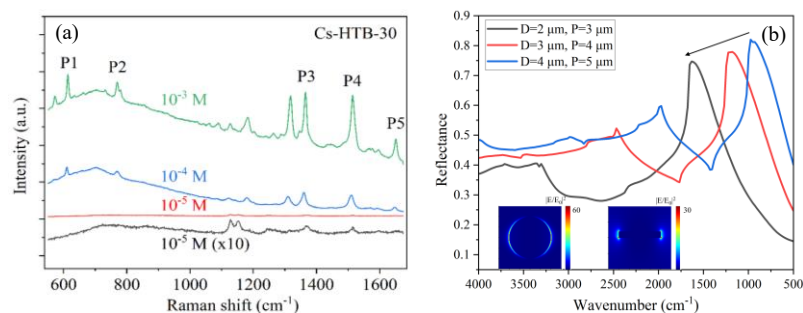 (a)
Cs-HTB-30
P1
P2
P3
P4
P5
10⁻³ M
10⁻⁴ M
10⁻⁵ M
10⁻⁵ M (x10)
Intensity (a.u.)
600 800 1000 1200 1400 1600
Raman shift (cm⁻¹)
(b)
D=2 μm, P=3 μm
D=3 μm, P=4 μm
D=4 μm, P=5 μm
Reflectance
0.9
0.8
0.7
0.6
0.5
0.4
0.3
0.2
0.1
|E/E₀|²
60
|E/E₀|²
30
4000 3500 3000 2500 2000 1500 1000 500
Wavenumber (cm⁻¹)